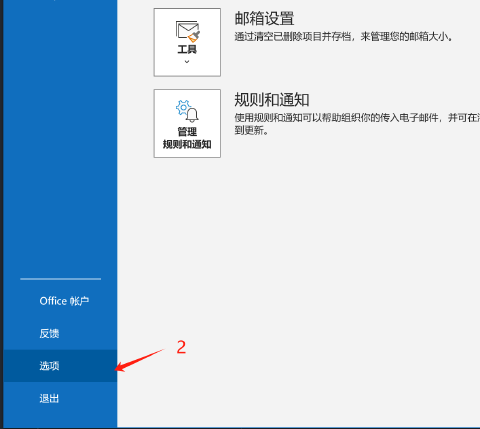 邮箱设置
通过清空已删除项目并存档，来管理您的邮箱大小。
工具
规则和通知
使用规则和通知可以帮助组织你的传入电子邮件，并可在
到更新。
管理
规则和通知
Office 帐户
反馈
选项
2
退出